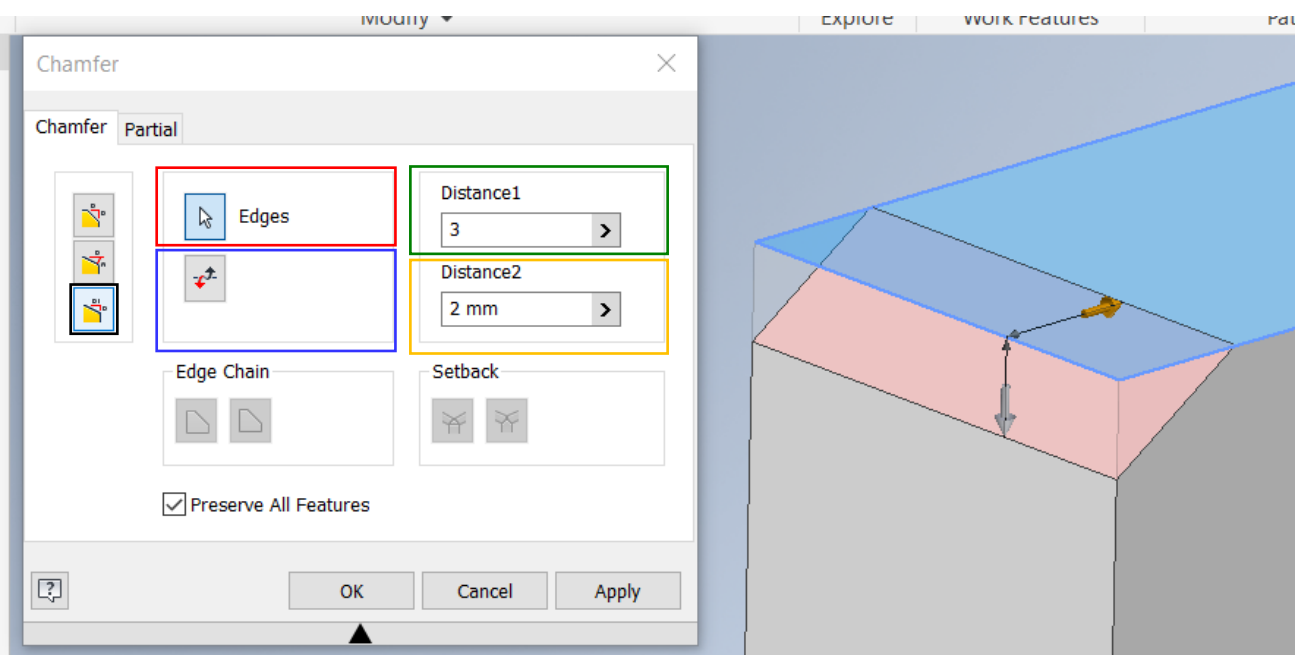 Modify
Explore
Work Features
Pat
Chamfer
Chamfer
Partial
Edges
Distance1
3
Distance2
2 mm
Edge Chain
Setback
Preserve All Features
OK
Cancel
Apply